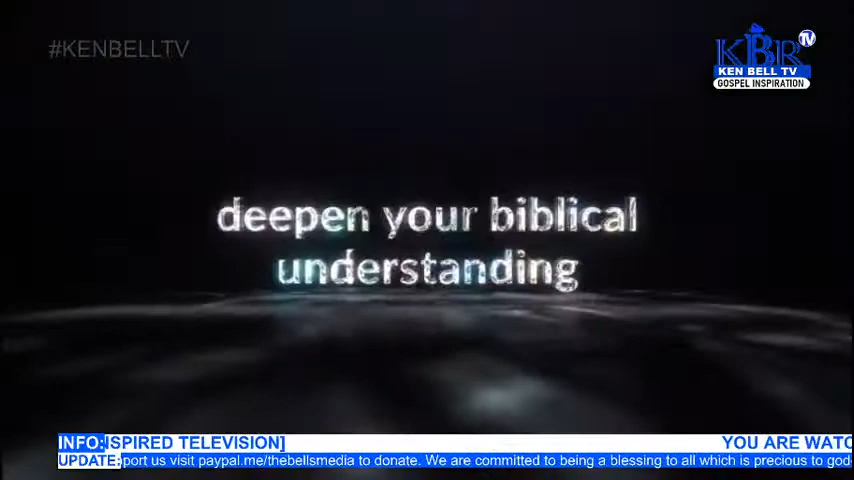 #KENBELLTV
KBR TV
KEN BELL TV
GOSPEL INSPIRATION
deepen your biblical
understanding
INFO: NSPIRED TELEVISION] YOU ARE WATC
UPDATE: port us visit paypal.me/thebellsmedia to donate. We are committed to being a blessing to all which is precious to god